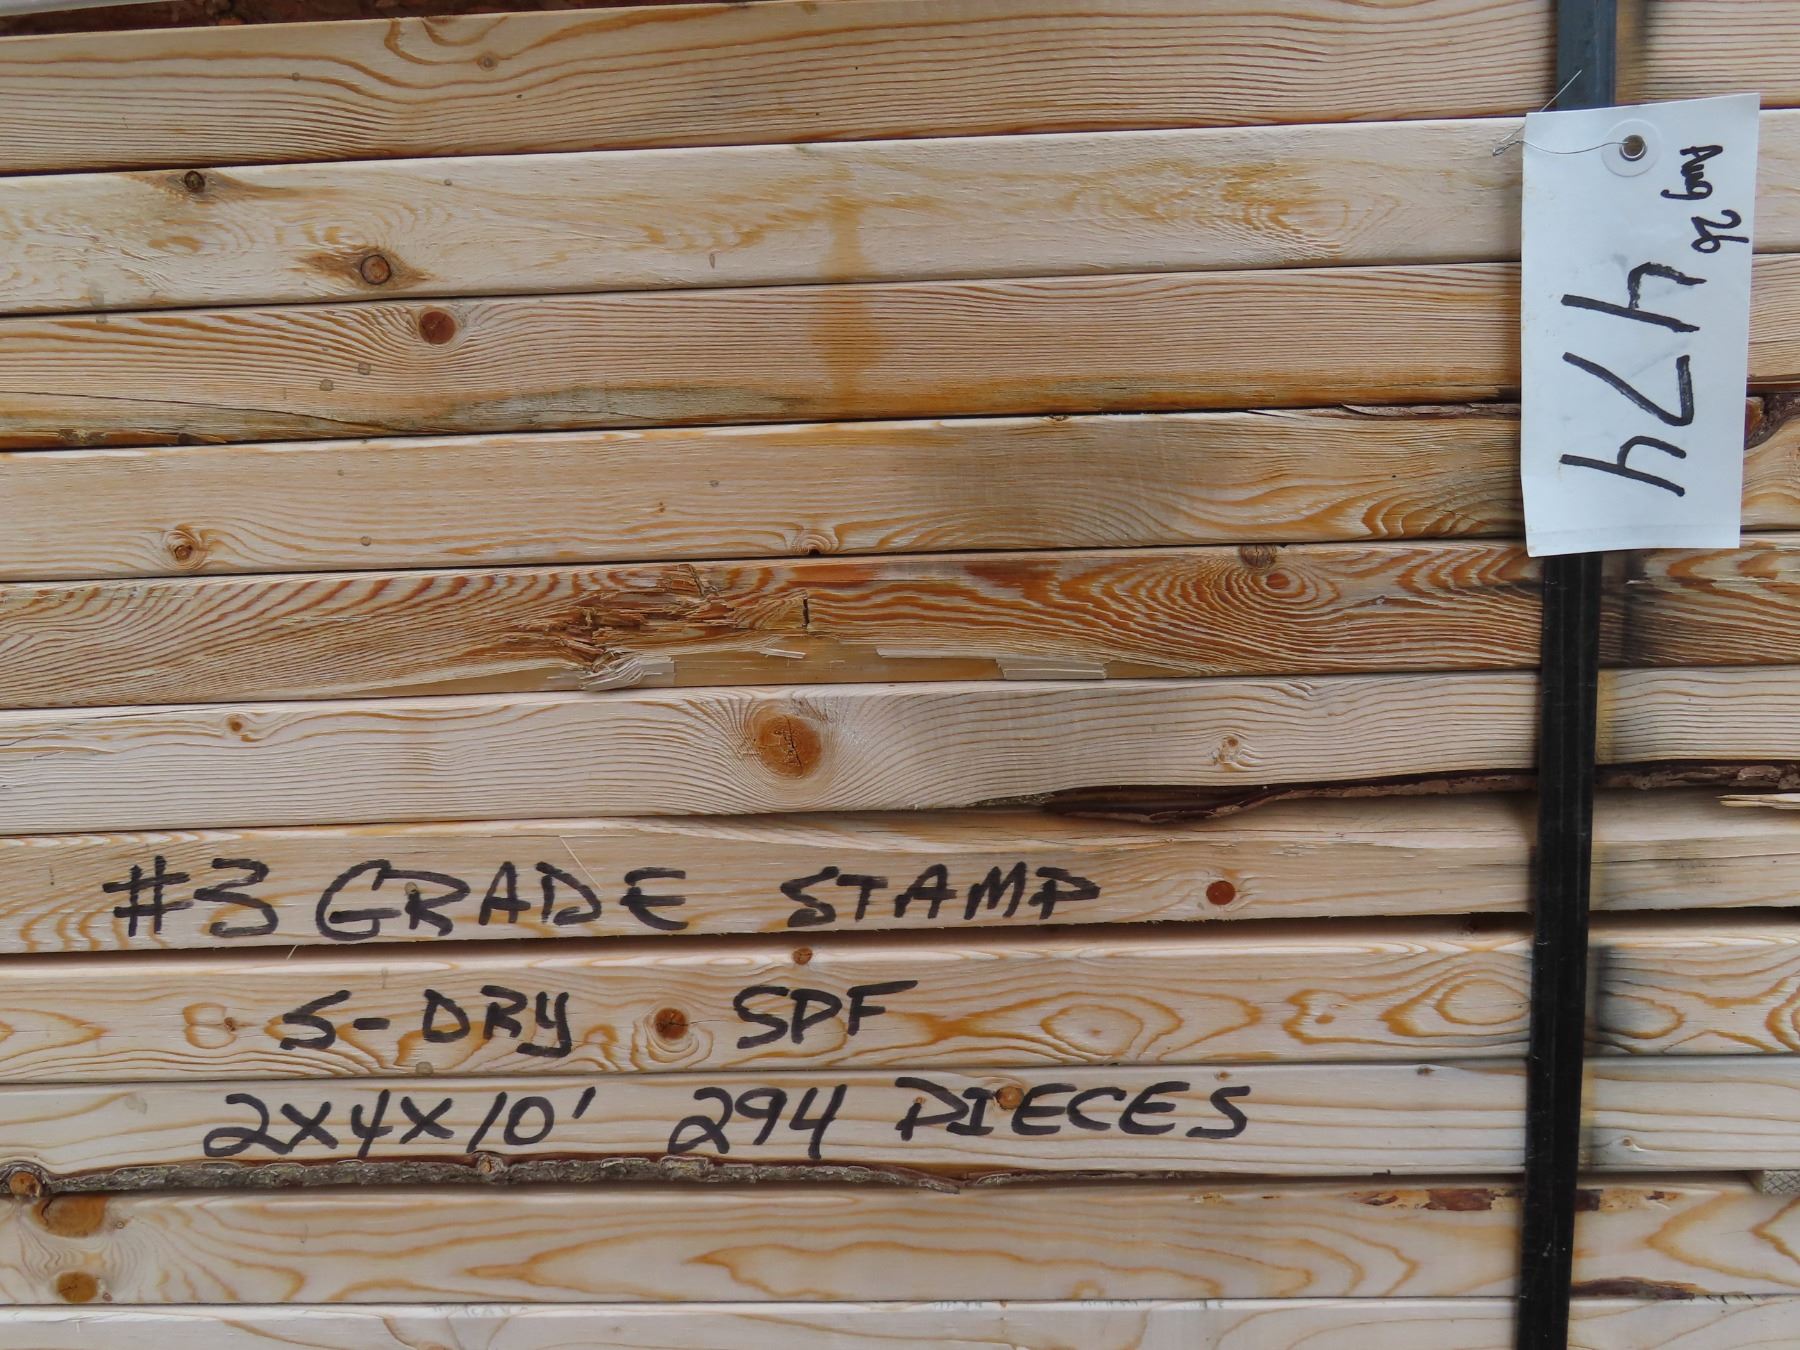 Aug 26
474
#3 GRADE STAMP
S-DRY SPF
2X4X10' 294 PIECES